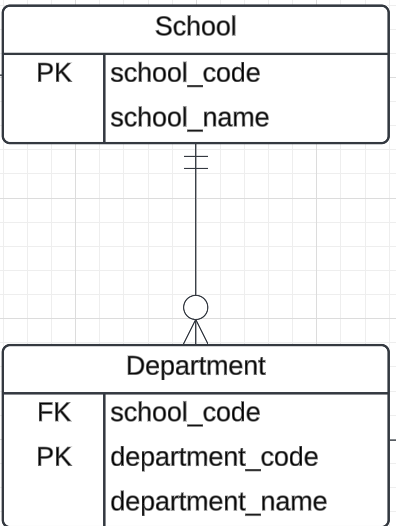 School
PK school_code
school_name
Department
FK school_code
PK department_code
department_name